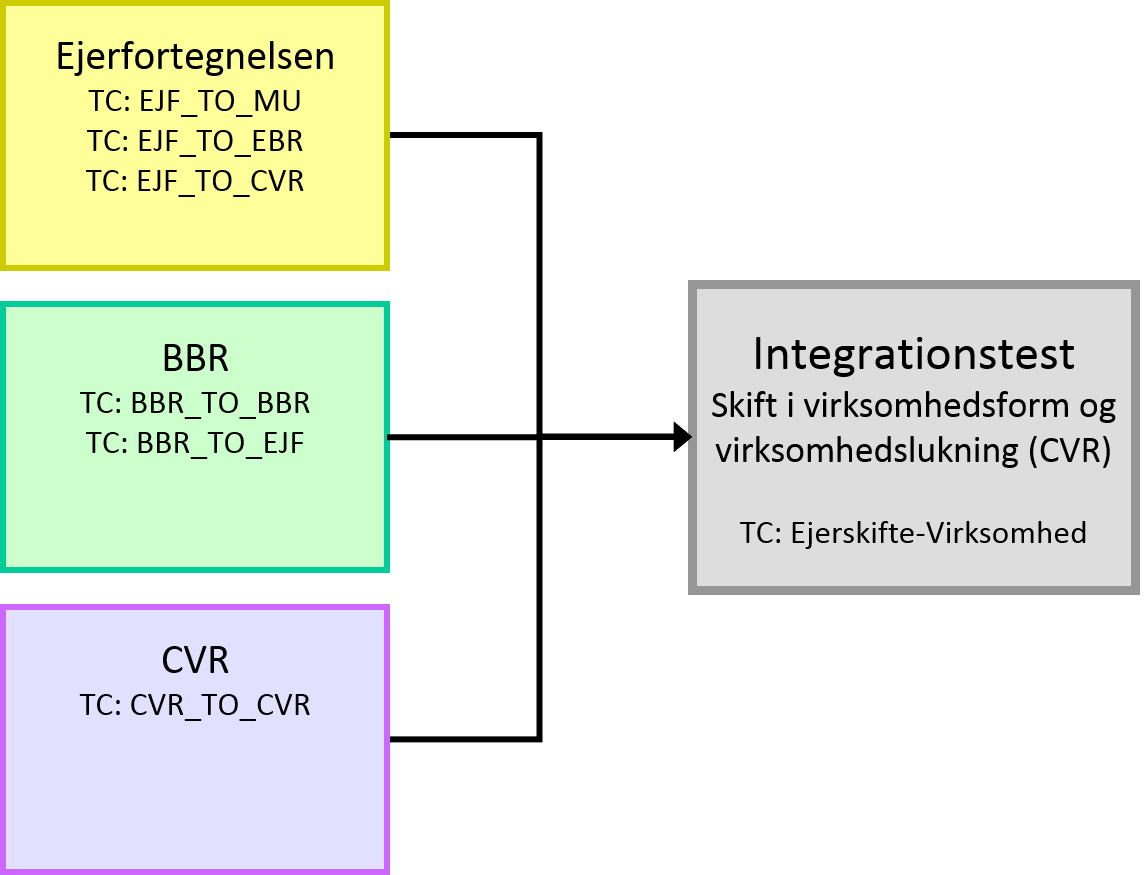 Ejerfortegnelsen
TC: EJF_TO_MU
TC: EJF_TO_EBR
TC: EJF_TO_CVR
BBR
TC: BBR_TO_BBR
TC: BBR_TO_EJF
CVR
TC: CVR_TO_CVR
Integrationstest
Skift i virksomhedsform og
virksomhedslukning (CVR)
TC: Ejerskifte-Virksomhed